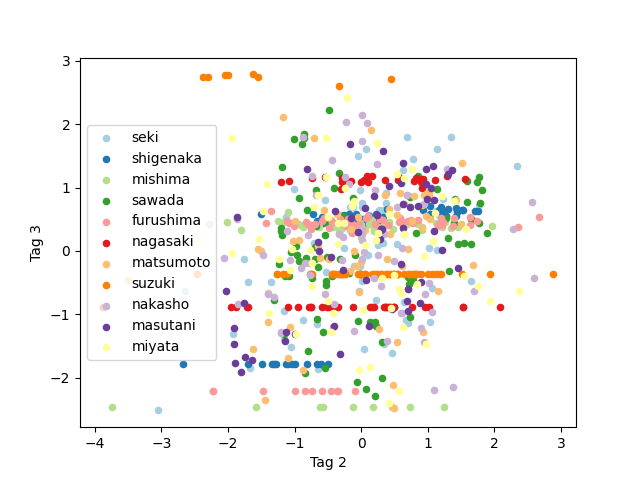 3
2
1
0
−1
−2
Tag 3
seki
shigenaka
mishima
sawada
furushima
nagasaki
matsumoto
suzuki
nakasho
masutani
miyata
−4 −3 −2 −1 0 1 2 3
Tag 2